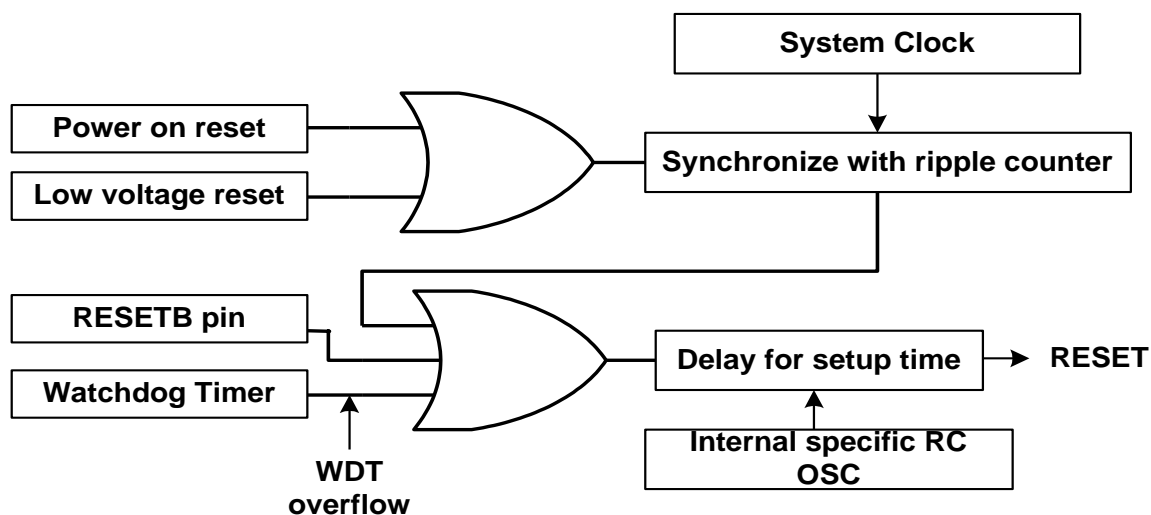 System Clock
Power on reset
Synchronize with ripple counter
Low voltage reset
RESETB pin
Delay for setup time
RESET
Watchdog Timer
Internal specific RC
OSC
WDT
overflow